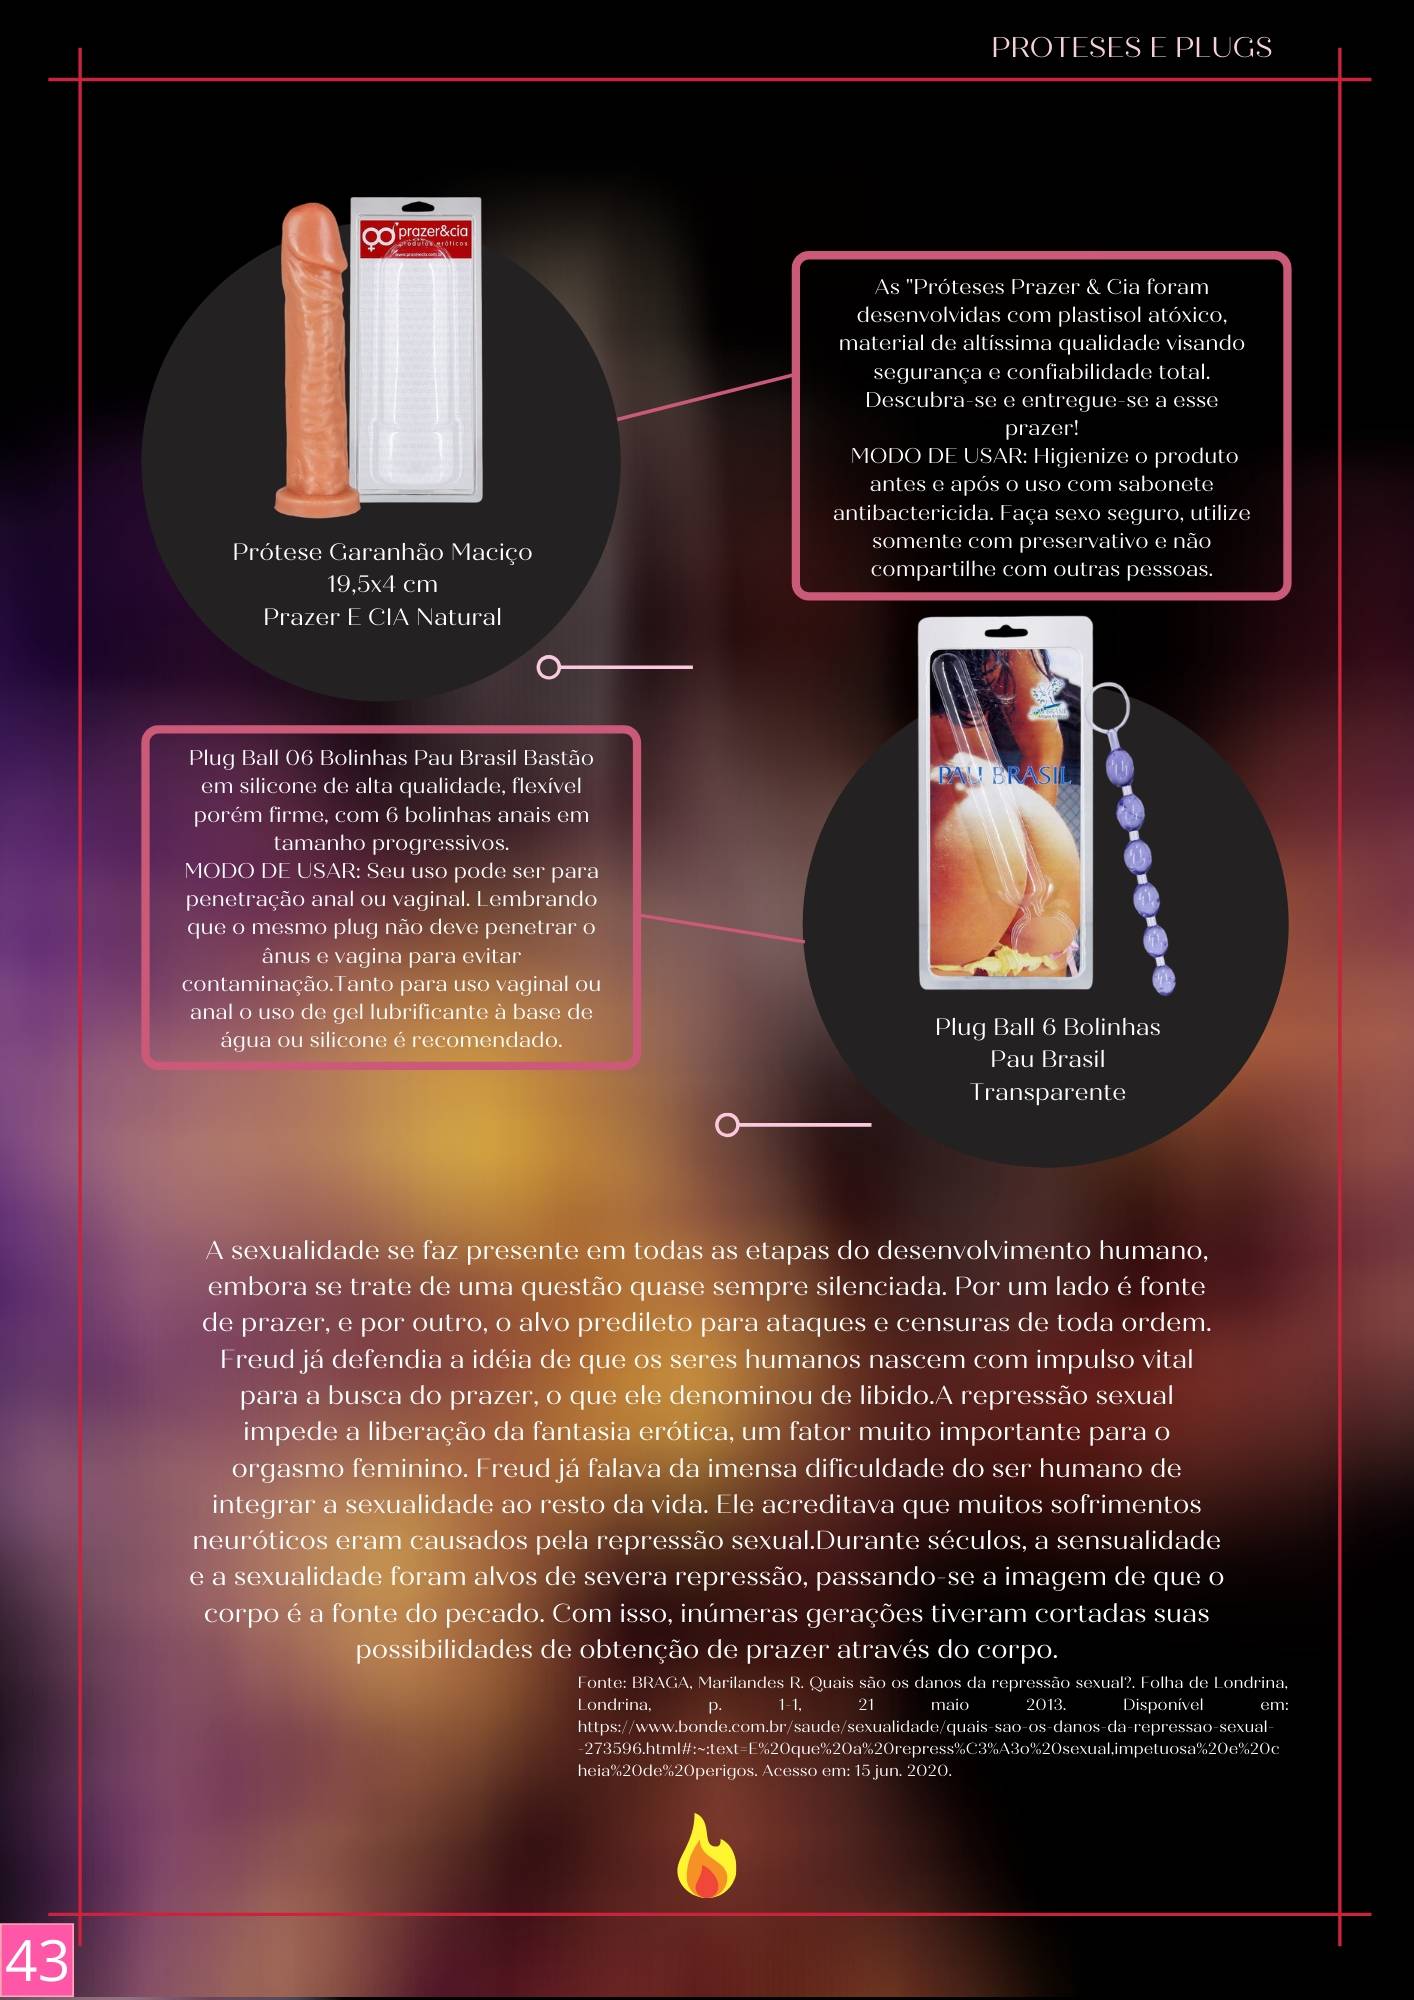 PROTESES E PLUGS
prazer&cia
produtos eróticos
As "Próteses Prazer & Cia foram
desenvolvidas com plastisol atóxico,
material de altíssima qualidade visando
segurança e confiabilidade total.
Descubra-se e entregue-se a esse
prazer!
MODO DE USAR: Higienize o produto
antes e após o uso com sabonete
antibactericida. Faça sexo seguro, utilize
somente com preservativo e não
compartilhe com outras pessoas.
Prótese Garanhão Maciço
19,5x4 cm
Prazer E CIA Natural
Plug Ball 06 Bolinhas Pau Brasil Bastão
em silicone de alta qualidade, flexível
porém firme, com 6 bolinhas anais em
tamanho progressivos.
MODO DE USAR: Seu uso pode ser para
penetração anal ou vaginal. Lembrando
que o mesmo plug não deve penetrar o
ânus e vagina para evitar
contaminação.Tanto para uso vaginal ou
anal o uso de gel lubrificante à base de
água ou silicone é recomendado.
PAU BRASIL
Plug Ball 6 Bolinhas
Pau Brasil
Transparente
A sexualidade se faz presente em todas as etapas do desenvolvimento humano,
embora se trate de uma questão quase sempre silenciada. Por um lado é fonte
de prazer, e por outro, o alvo predileto para ataques e censuras de toda ordem.
Freud já defendia a idéia de que os seres humanos nascem com impulso vital
para a busca do prazer, o que ele denominou de libido.A repressão sexual
impede a liberação da fantasia erótica, um fator muito importante para o
orgasmo feminino. Freud já falava da imensa dificuldade do ser humano de
integrar a sexualidade ao resto da vida. Ele acreditava que muitos sofrimentos
neuróticos eram causados pela repressão sexual.Durante séculos, a sensualidade
e a sexualidade foram alvos de severa repressão, passando-se a imagem de que o
corpo é a fonte do pecado. Com isso, inúmeras gerações tiveram cortadas suas
possibilidades de obtenção de prazer através do corpo.
Fonte: BRAGA, Marilandes R. Quais são os danos da repressão sexual?. Folha de Londrina,
Londrina, p. 1-1, 21 maio 2013. Disponível em:
https://www.bonde.com.br/saude/sexualidade/quais-sao-os-danos-da-repressao-sexual-
-273596.html#:~:text=E%20que%20a%20repress%C3%A3o%20sexual,impetuosa%20e%20c
heia%20de%20perigos. Acesso em: 15 jun. 2020.
43